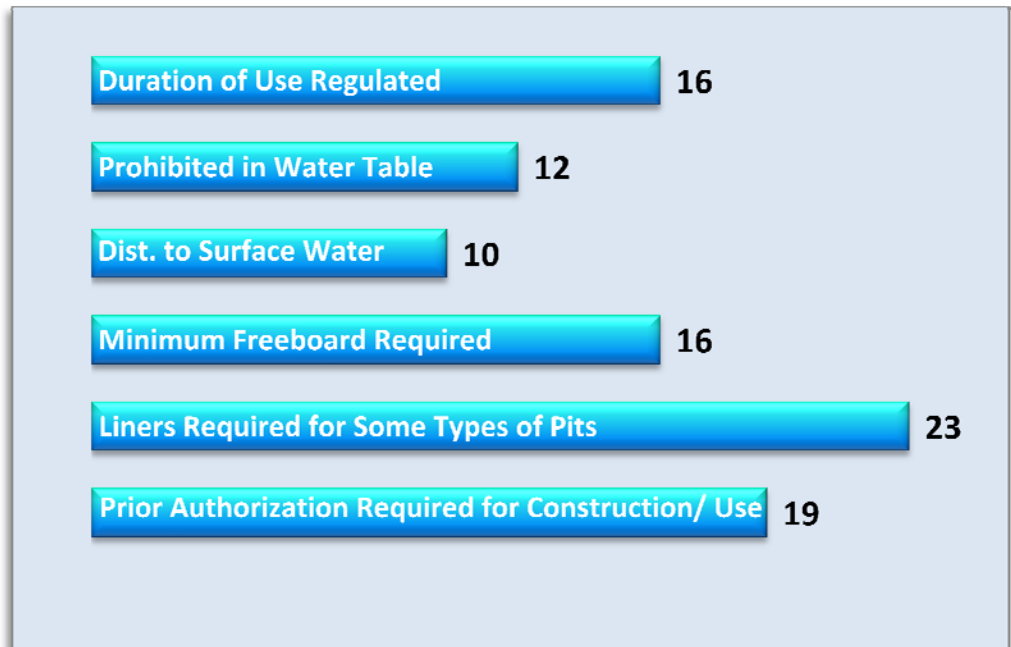 Duration of Use Regulated 16
Prohibited in Water Table 12
Dist. to Surface Water 10
Minimum Freeboard Required 16
Liners Required for Some Types of Pits 23
Prior Authorization Required for Construction/ Use 19